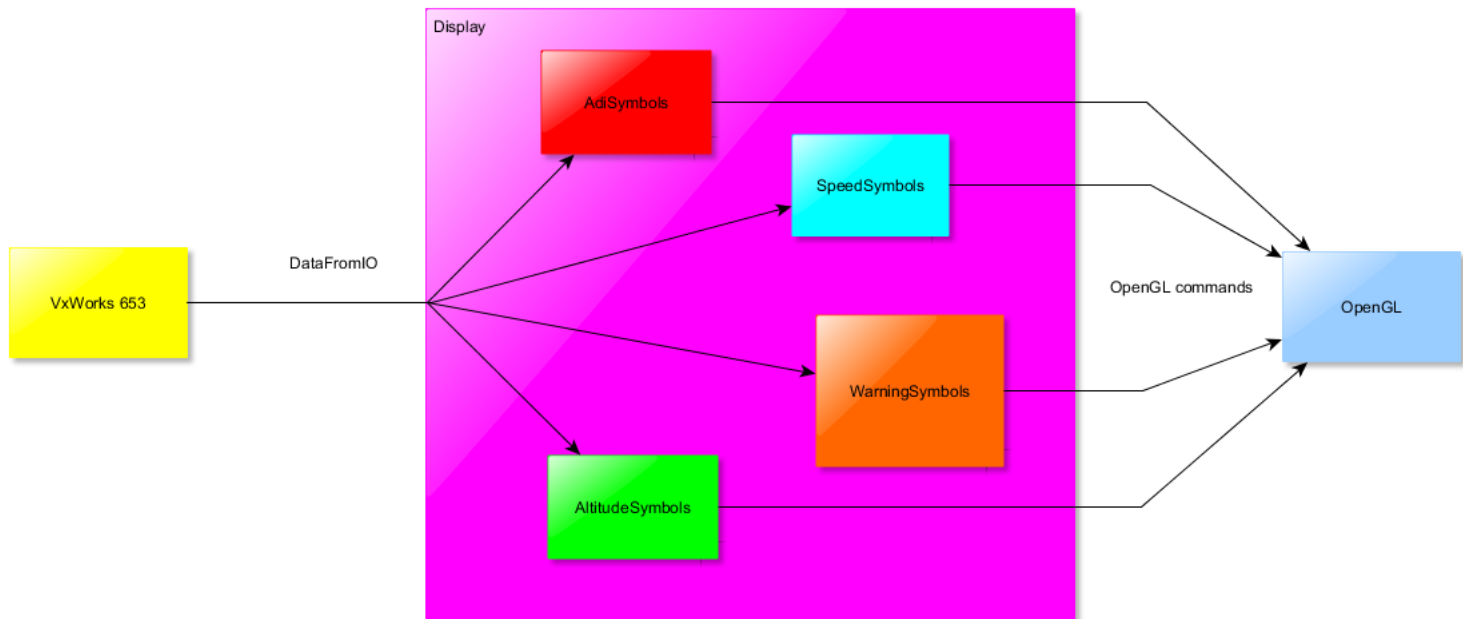 Display
AdiSymbols
SpeedSymbols
DataFromIO
VxWorks 653
OpenGL commands
OpenGL
WarningSymbols
AltitudeSymbols